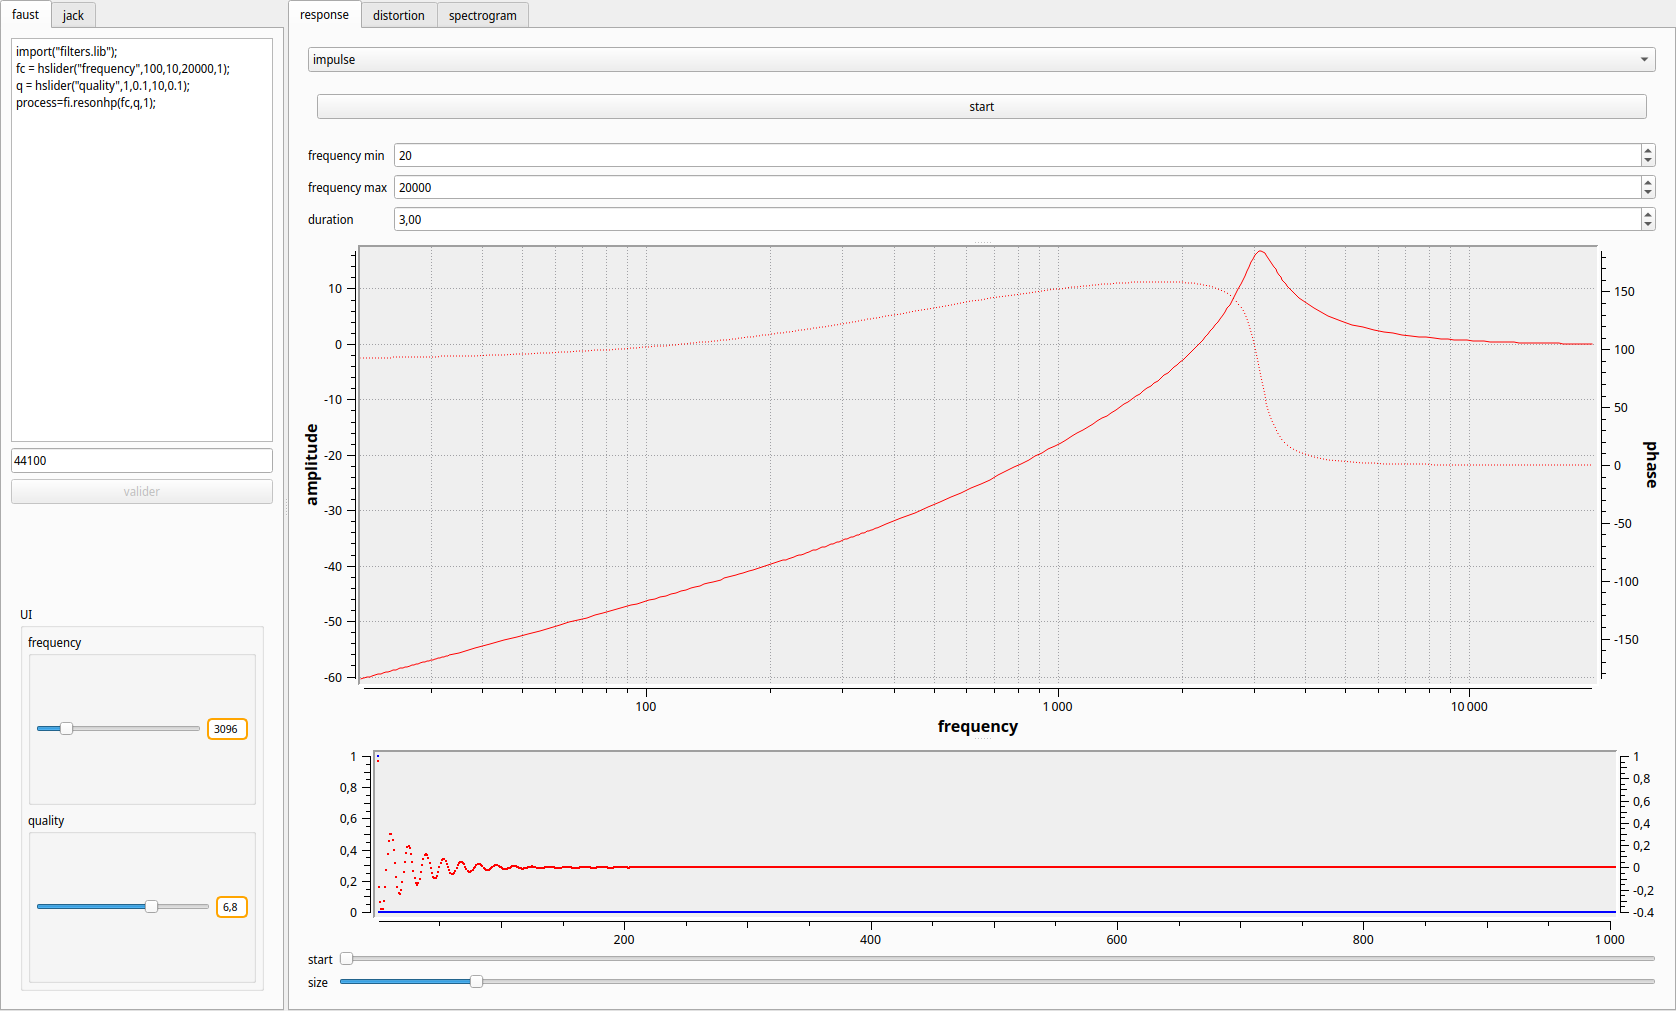 faust
jack
import("filters.lib");
fc = hslider("frequency",100,10,20000,1);
q = hslider("quality",1,0.1,10,0.1);
process=fi.resonhp(fc,q,1);
44100
valider
UI
frequency
3096
quality
6,8
response
distortion
spectrogram
impulse
start
frequency min 20
frequency max 20000
duration 3,00
amplitude
10
0
-10
-20
-30
-40
-50
-60
150
100
50
0
-50
-100
-150
phase
100 1 000 10 000
frequency
1
0,8
0,6
0,4
0,2
0
1
0,8
0,6
0,4
0,2
0
-0,2
-0.4
200 400 600 800 1 000
start
size